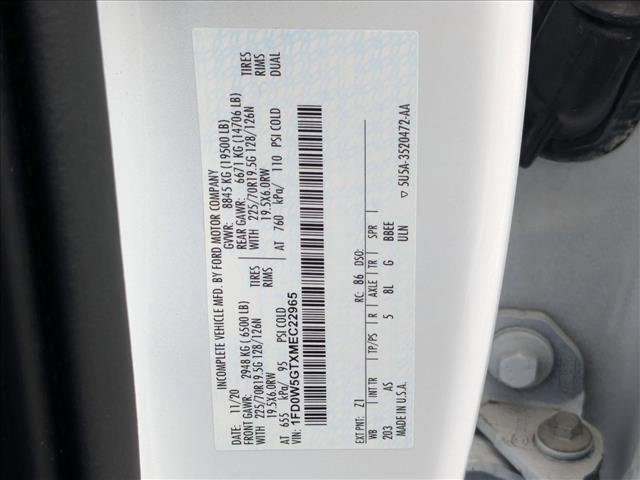 INCOMPLETE VEHICLE MFD. BY FORD MOTOR COMPANY
DATE: 11/20 GVWR: 8845 KG (19500 LB)
FRONT GAWR: 2948 KG (6500 LB) REAR GAWR: 6671 KG (14706 LB)
WITH 225/70R19.5G 128/126N TIRES WITH 225/70R19.5G 128/126N TIRES
19.5X6.0RW RIMS 19.5X6.0RW RIMS
AT 655 kPa/ 95 PSI COLD AT 760 kPa/ 110 PSI COLD DUAL
VIN: 1FD0W5GTXMEC22965
EXT PNT: Z1 RC: 86 DSO:
WB INT TR TP/PS R AXLE TR SPR
203 AS 5 8L G BBEE
MADE IN U.S.A. ULN
▽ 5U5A-3520472-AA